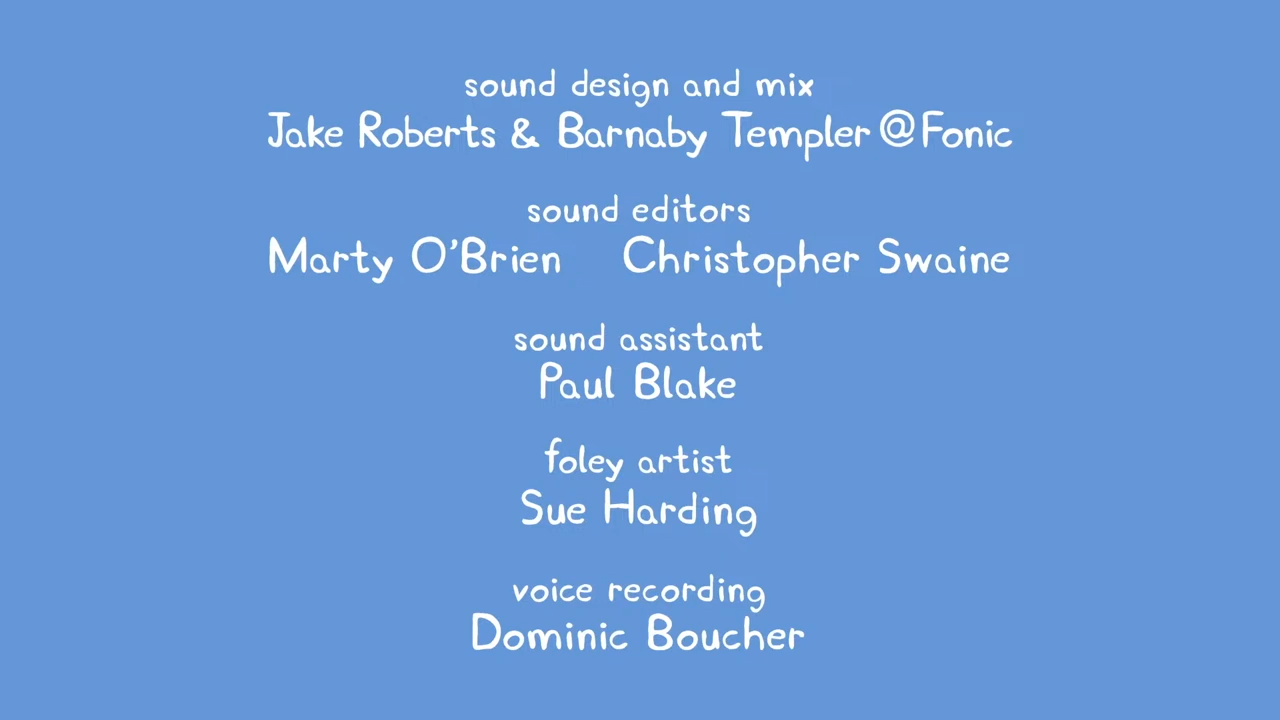 sound design and mix
Jake Roberts & Barnaby Templer @ Fonic
sound editors
Marty O'Brien Christopher Swaine
sound assistant
Paul Blake
foley artist
Sue Harding
voice recording
Dominic Boucher